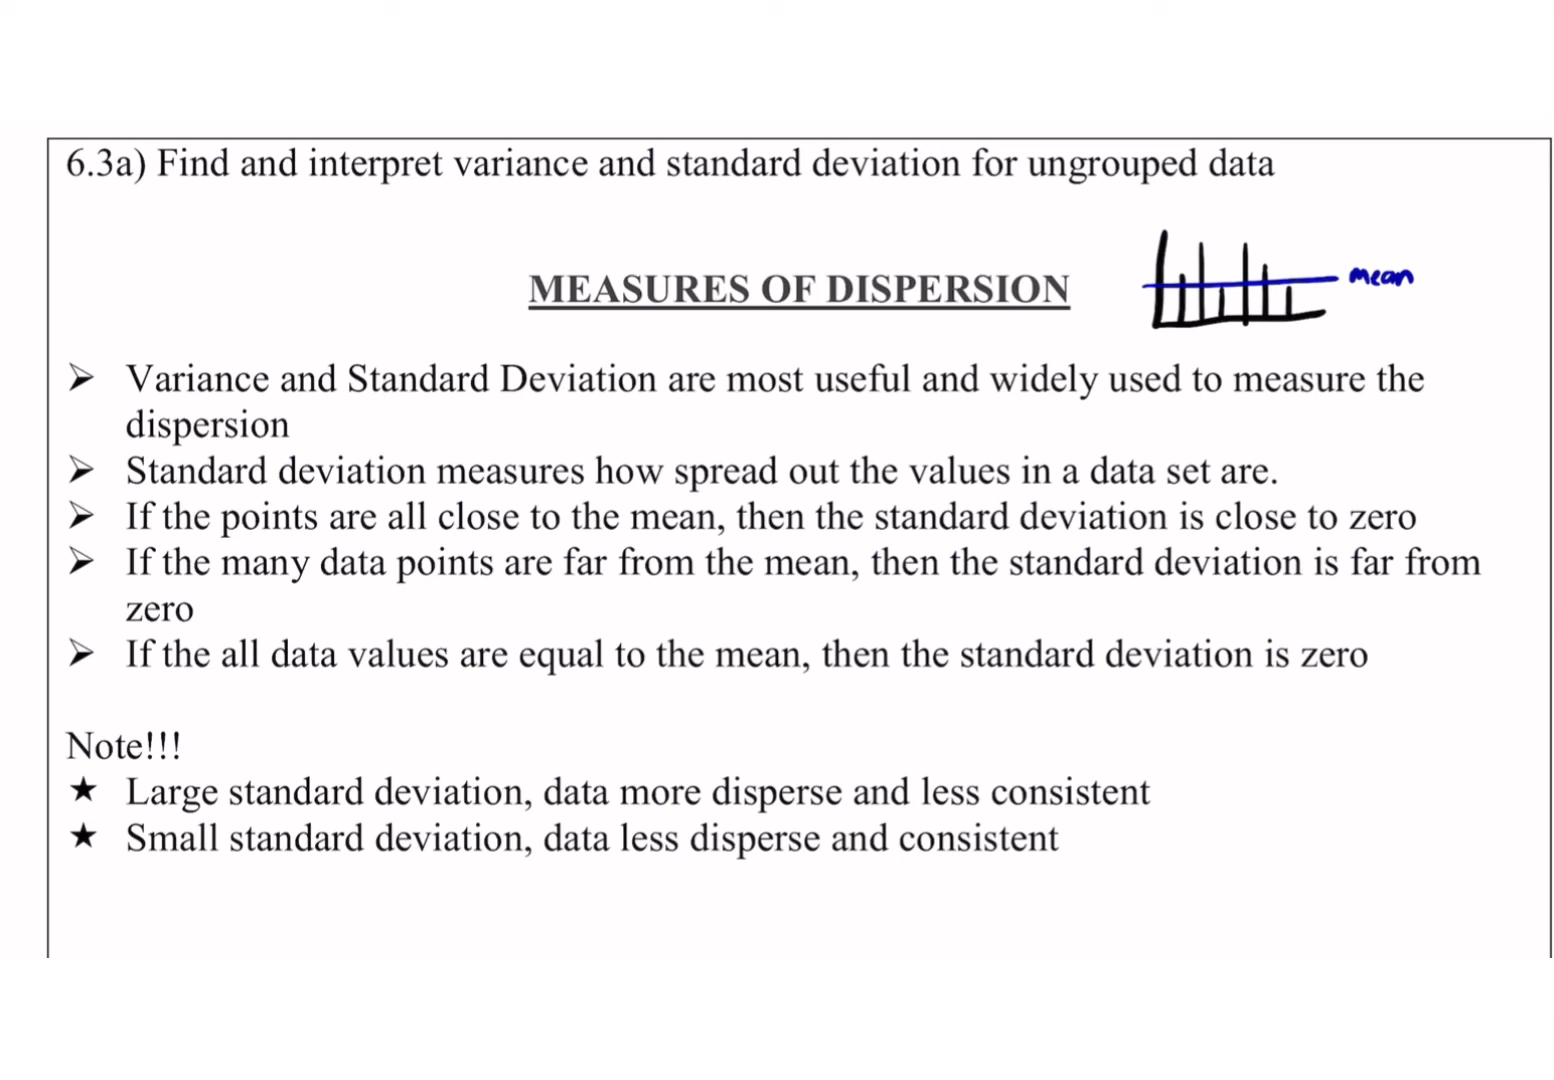 6.3a) Find and interpret variance and standard deviation for ungrouped data
MEASURES OF DISPERSION
mean
➢ Variance and Standard Deviation are most useful and widely used to measure the
dispersion
➢ Standard deviation measures how spread out the values in a data set are.
➢ If the points are all close to the mean, then the standard deviation is close to zero
➢ If the many data points are far from the mean, then the standard deviation is far from
zero
➢ If the all data values are equal to the mean, then the standard deviation is zero
Note!!!
★ Large standard deviation, data more disperse and less consistent
★ Small standard deviation, data less disperse and consistent